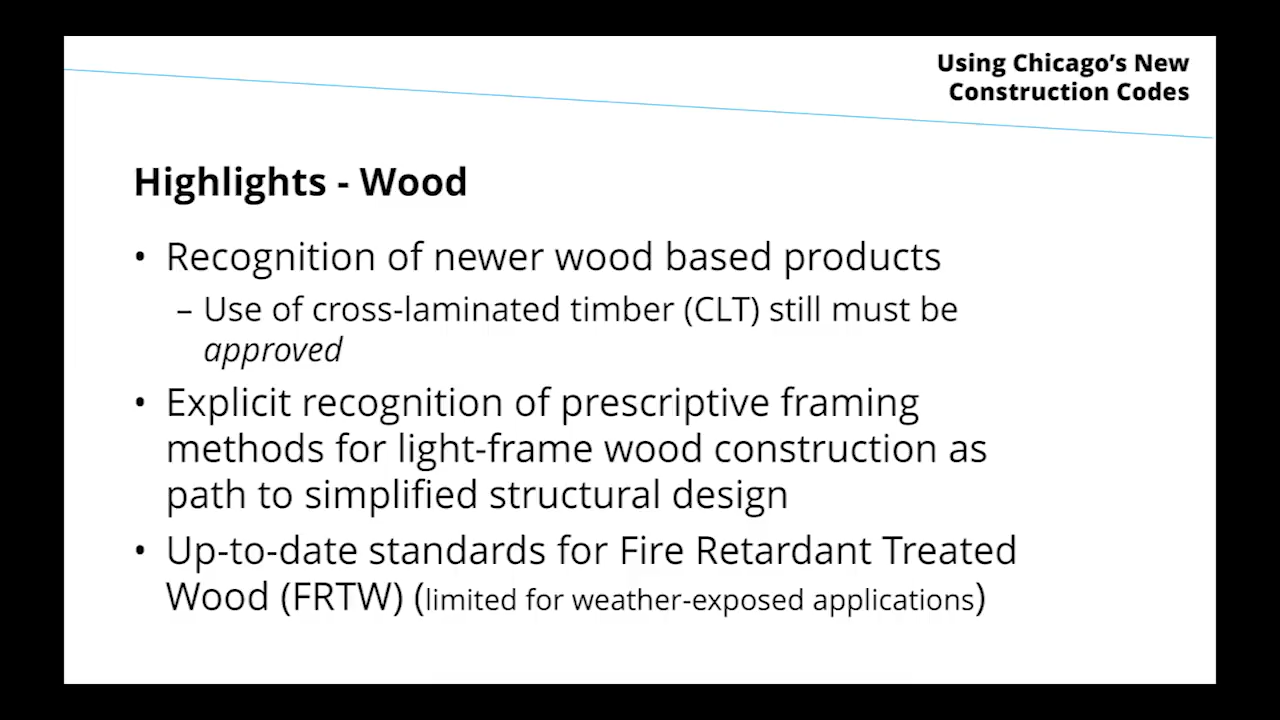 Using Chicago’s New
Construction Codes
Highlights - Wood
• Recognition of newer wood based products
– Use of cross-laminated timber (CLT) still must be
approved
• Explicit recognition of prescriptive framing
methods for light-frame wood construction as
path to simplified structural design
• Up-to-date standards for Fire Retardant Treated
Wood (FRTW) (limited for weather-exposed applications)